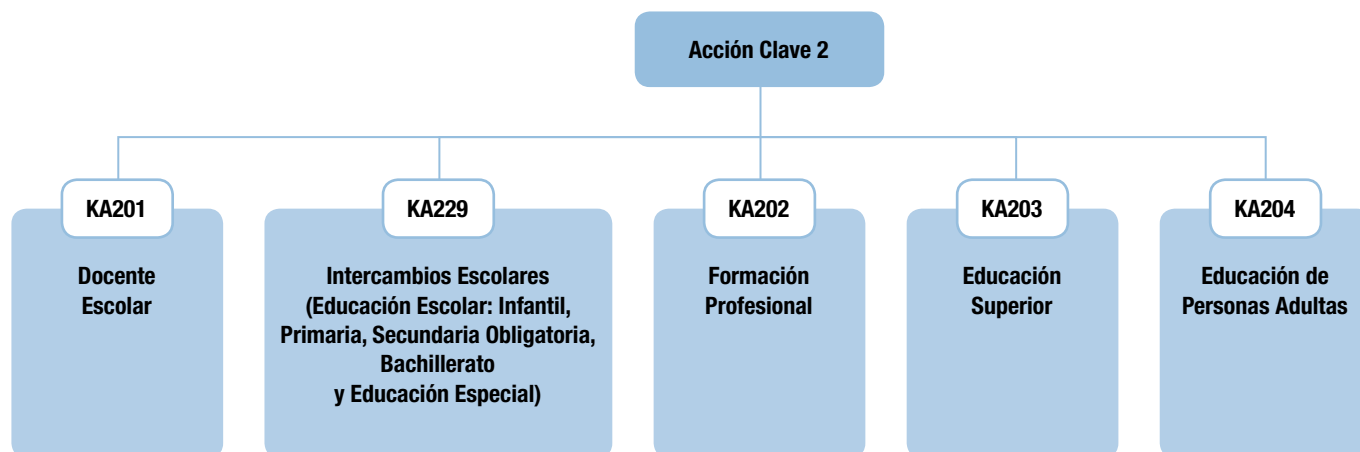 Acción Clave 2
KA201
Docente
Escolar
KA229
Intercambios Escolares
(Educación Escolar: Infantil,
Primaria, Secundaria Obligatoria,
Bachillerato
y Educación Especial)
KA202
Formación
Profesional
KA203
Educación
Superior
KA204
Educación de
Personas Adultas